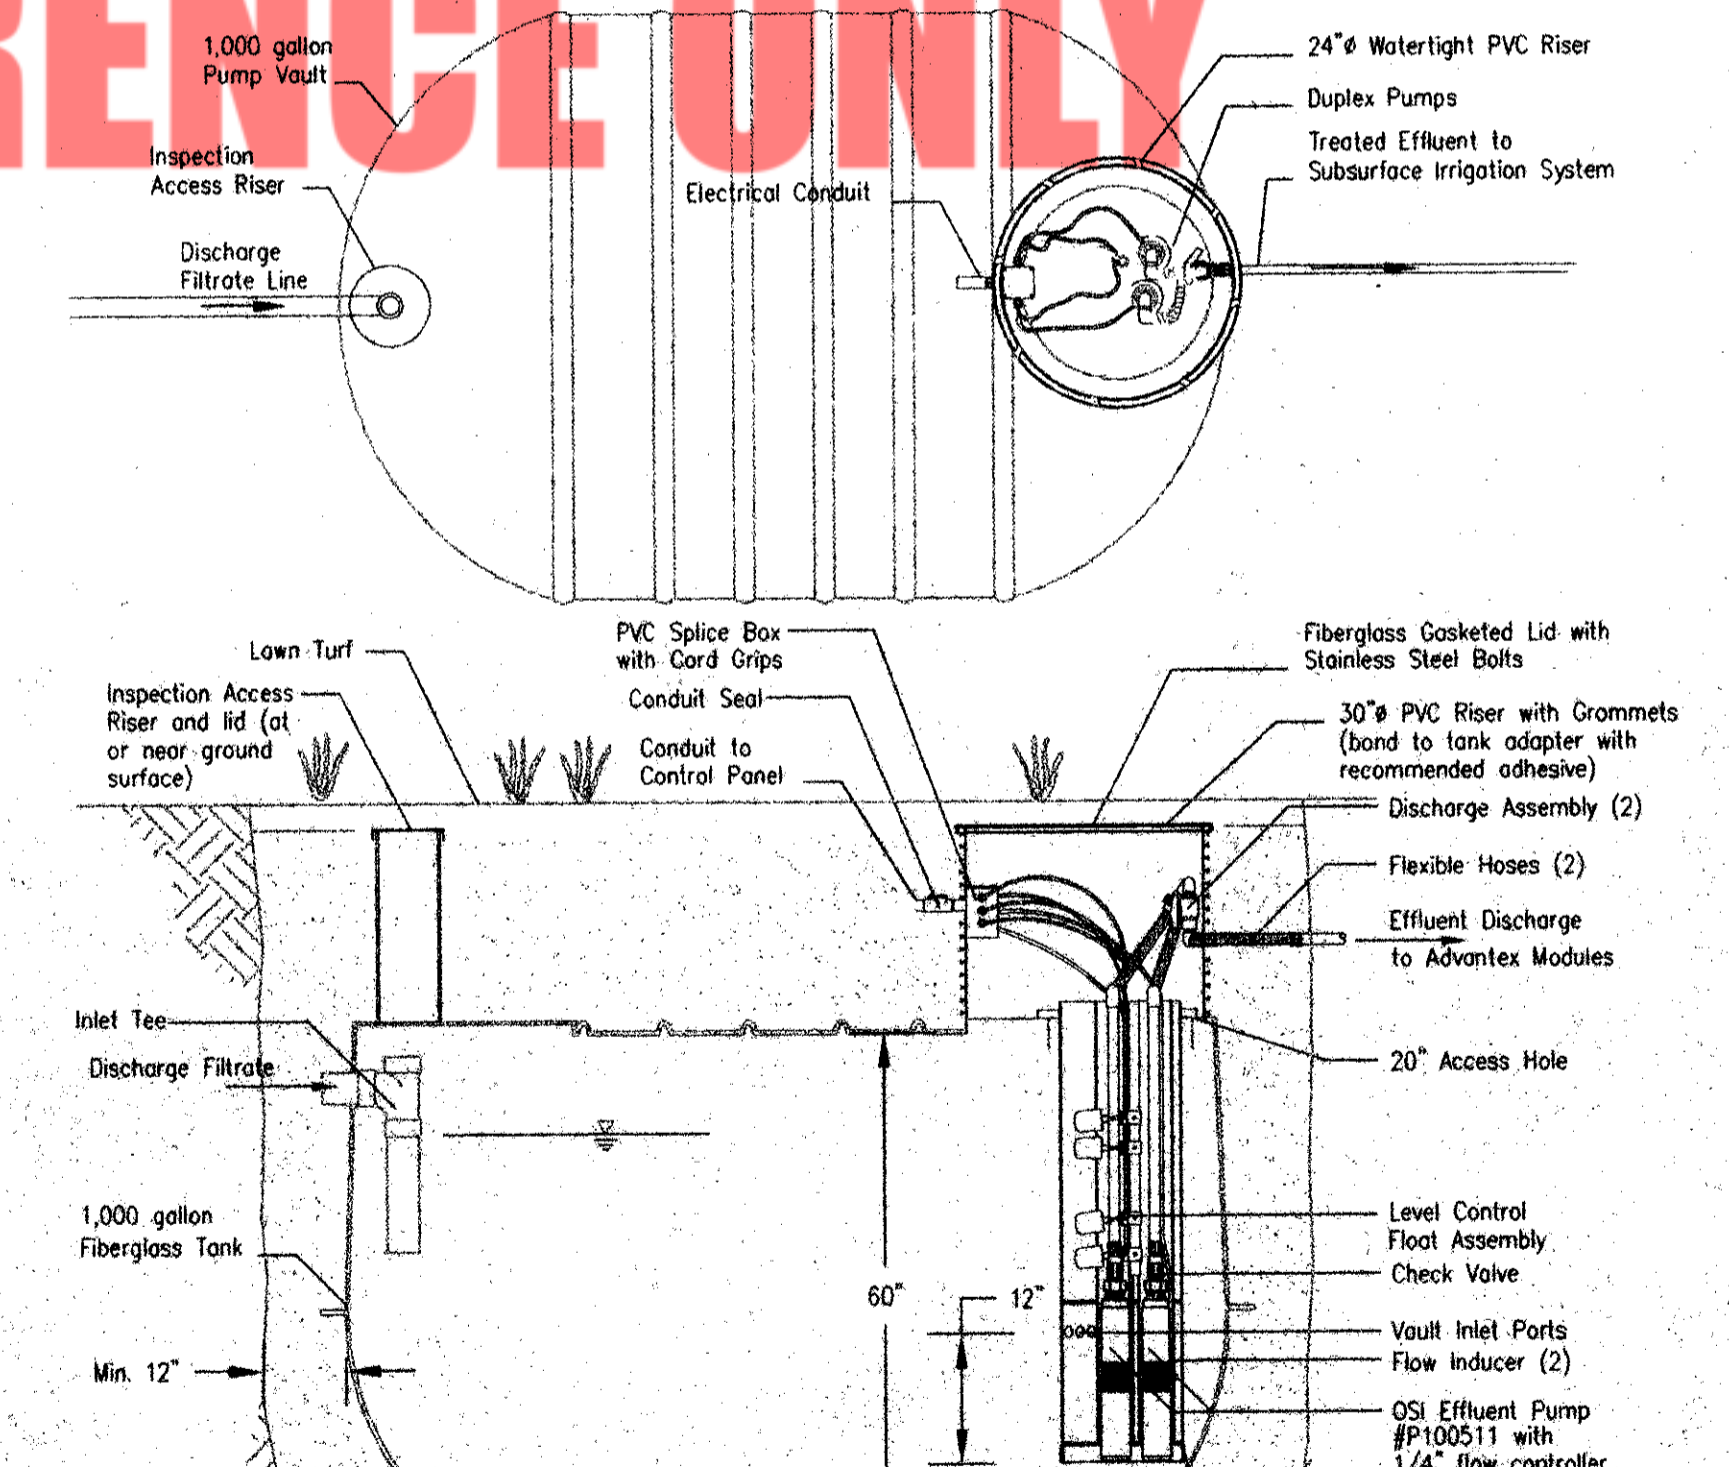 RENCE ONLY
1,000 gallon
Pump Vault
Inspection
Access Riser
Discharge
Filtrate Line
Electrical Conduit
24"ø Watertight PVC Riser
Duplex Pumps
Treated Effluent to
Subsurface Irrigation System
Lawn Turf
Inspection Access
Riser and lid (at
or near ground
surface)
PVC Splice Box
with Cord Grips
Conduit Seal
Conduit to
Control Panel
Fiberglass Gasketed Lid with
Stainless Steel Bolts
30"ø PVC Riser with Grommets
(bond to tank adapter with
recommended adhesive)
Discharge Assembly (2)
Flexible Hoses (2)
Effluent Discharge
to Advantex Modules
Inlet Tee
Discharge Filtrate
20" Access Hole
1,000 gallon
Fiberglass Tank
Min. 12"
60"
12"
Level Control
Float Assembly
Check Valve
Vault Inlet Ports
Flow Inducer (2)
OSI Effluent Pump
#P100511 with
1/4" flow controller